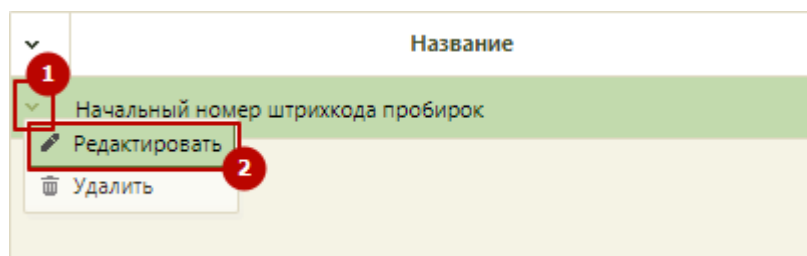 Название
1
Начальный номер штрихкода пробирок
Редактировать
2
Удалить